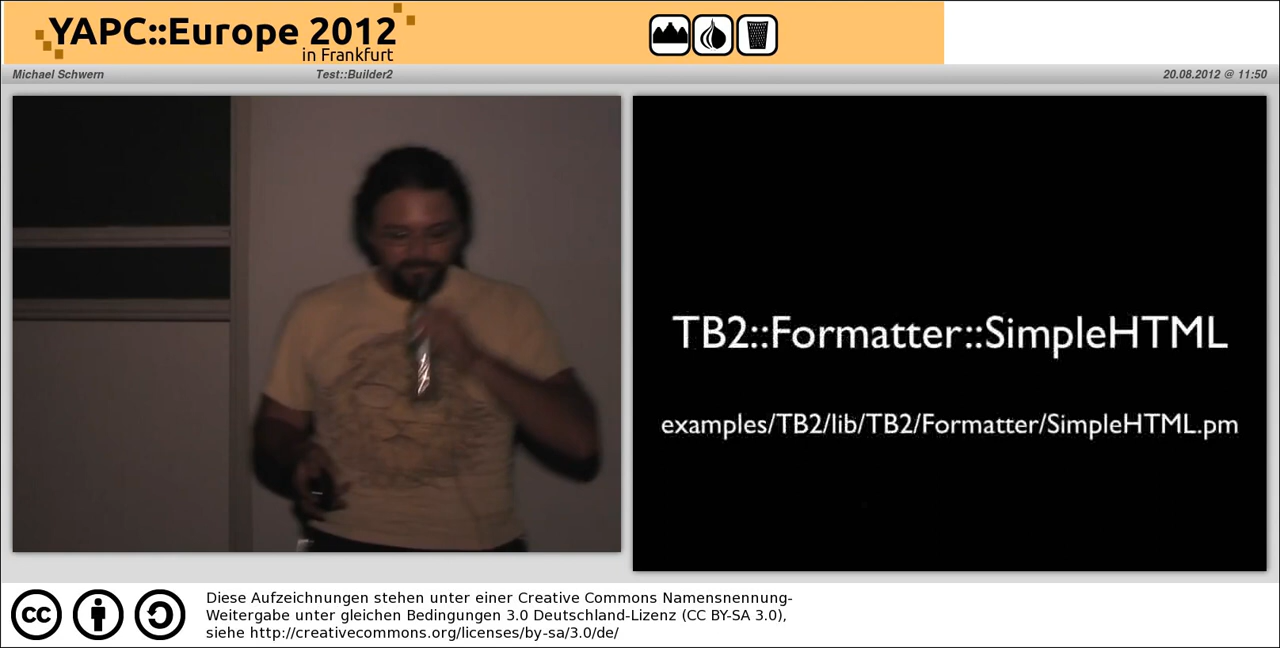 YAPC::Europe 2012
in Frankfurt
Michael Schwern Test::Builder2 20.08.2012 @ 11:50
TB2::Formatter::SimpleHTML
examples/TB2/lib/TB2/Formatter/SimpleHTML.pm
cc
Diese Aufzeichnungen stehen unter einer Creative Commons Namensnennung-
Weitergabe unter gleichen Bedingungen 3.0 Deutschland-Lizenz (CC BY-SA 3.0),
siehe http://creativecommons.org/licenses/by-sa/3.0/de/